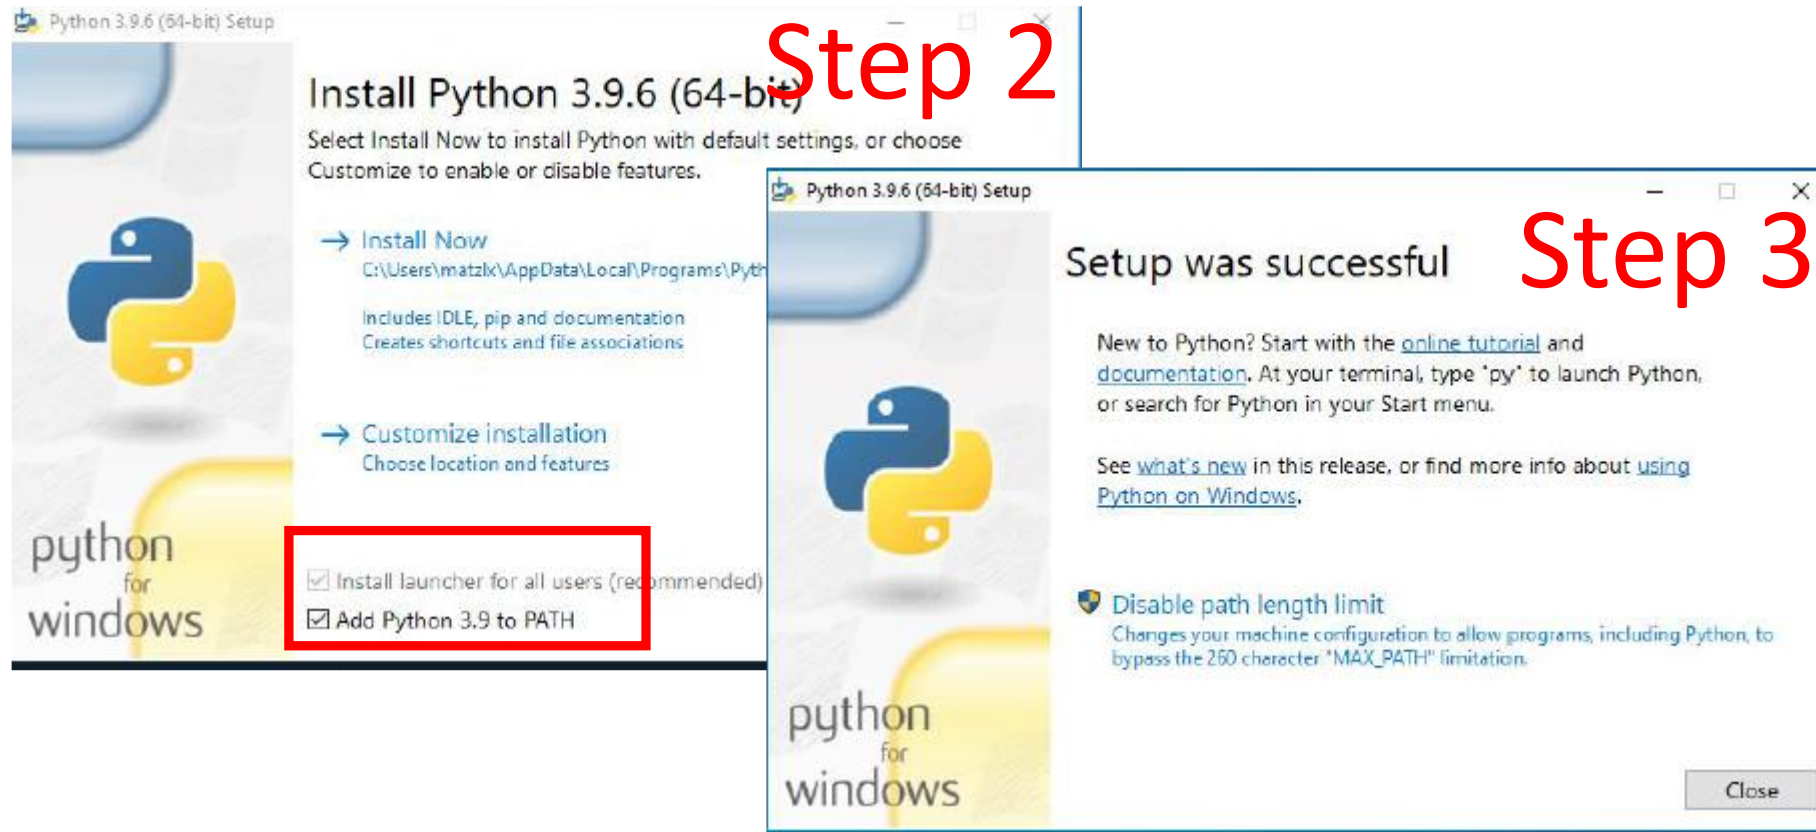 Python 3.9.6 (64-bit) Setup
Step 2
Install Python 3.9.6 (64-bit)
Select Install Now to install Python with default settings, or choose
Customize to enable or disable features.
Install Now
C:\Users\matzlx\AppData\Local\Programs\Pyth
Includes IDLE, pip and documentation
Creates shortcuts and file associations
Customize installation
Choose location and features
Install launcher for all users (recommended)
Add Python 3.9 to PATH
python
for
windows
Python 3.9.6 (64-bit) Setup
Step 3
Setup was successful
New to Python? Start with the online tutorial and
documentation. At your terminal, type "py" to launch Python,
or search for Python in your Start menu.
See what's new in this release, or find more info about using
Python on Windows.
Disable path length limit
Changes your machine configuration to allow programs, including Python, to
bypass the 260 character "MAX_PATH" limitation.
python
for
windows
Close